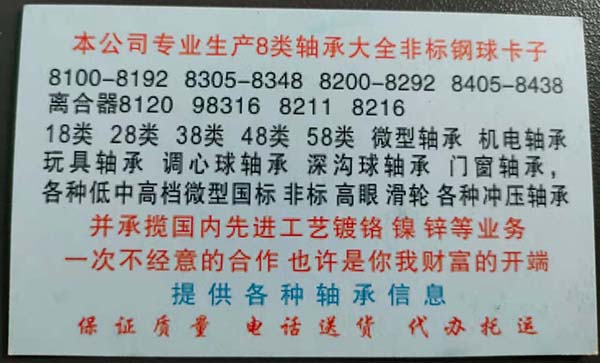 本公司专业生产8类轴承大全非标钢球卡子
8100-8192 8305-8348 8200-8292 8405-8438
离合器8120 98316 8211 8216
18类 28类 38类 48类 58类 微型轴承 机电轴承
玩具轴承 调心球轴承 深沟球轴承 门窗轴承,
各种低中高档微型国标 非标 高眼 滑轮 各种冲压轴承
并承揽国内先进工艺镀铬 镍 锌等业务
一次不经意的合作 也许是你我财富的开端
提供各种轴承信息
保证质量 电话送货 代办托运